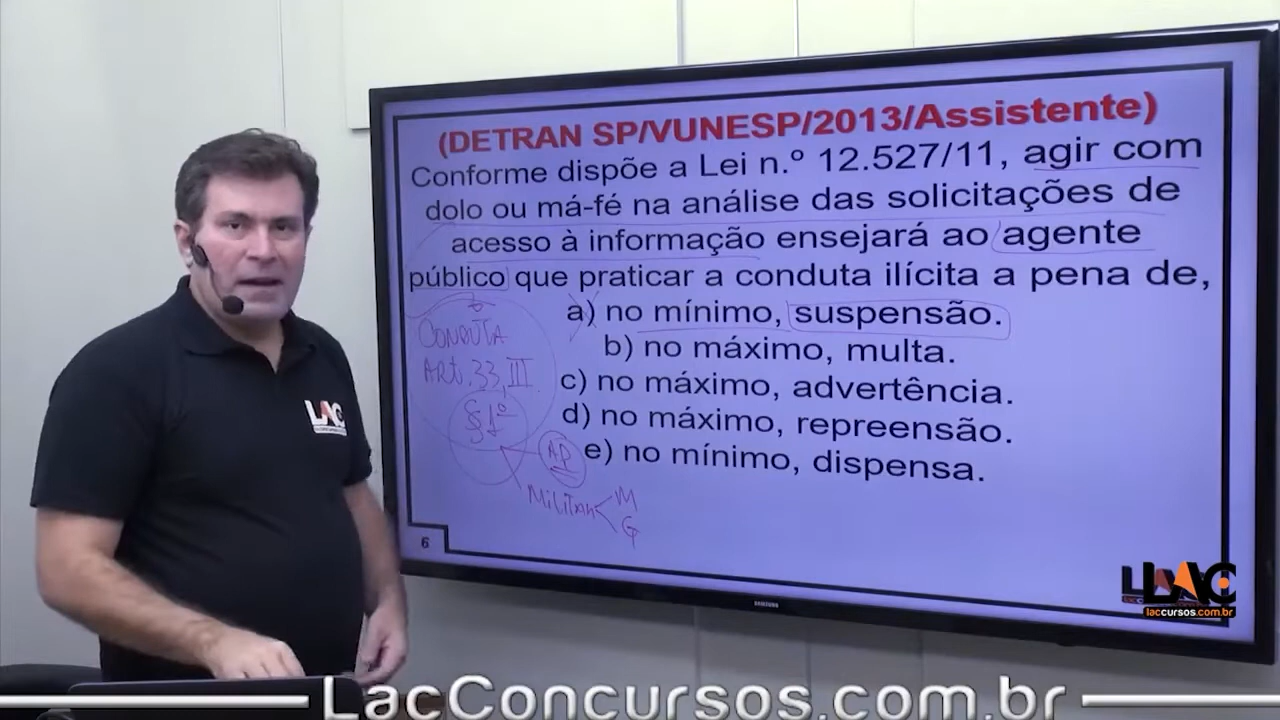 (DETRAN SP/VUNESP/2013/Assistente)
Conforme dispõe a Lei n.º 12.527/11, agir com
dolo ou má-fé na análise das solicitações de
acesso à informação ensejará ao agente
público que praticar a conduta ilícita a pena de,
a) no mínimo, suspensão.
b) no máximo, multa.
c) no máximo, advertência.
d) no máximo, repreensão.
e) no mínimo, dispensa.
CONDUTA
ART. 33, III
§1º
AP
MILITAR
M
G
6
LAC
LAC
laccursos.com.br
SAMSUNG
LacConcursos.com.br